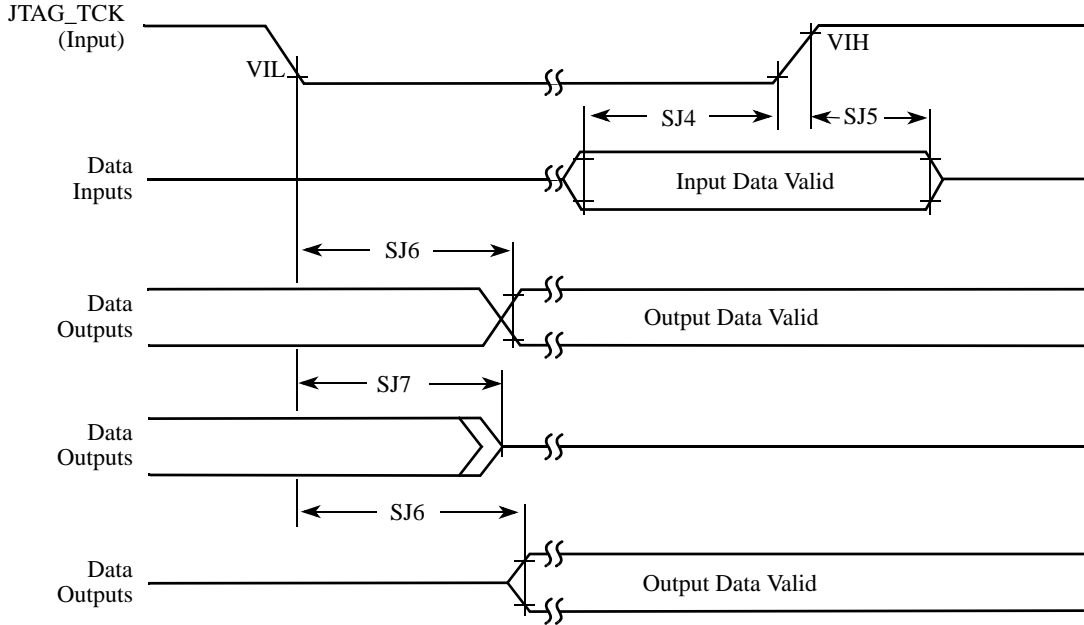 JTAG_TCK
(Input)
VIL
VIH
SJ4
SJ5
Data
Inputs
Input Data Valid
SJ6
Data
Outputs
Output Data Valid
SJ7
Data
Outputs
SJ6
Data
Outputs
Output Data Valid